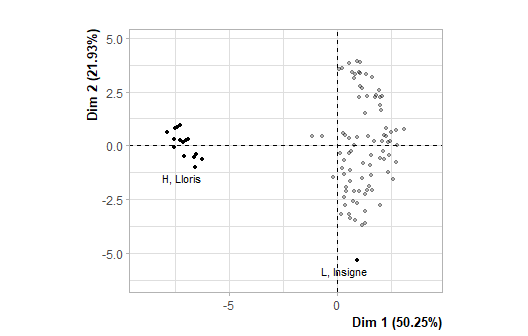 Dim 2 (21.93%)
5.0
2.5
0.0
-2.5
-5.0
H, Lloris
L, Insigne
-5
0
Dim 1 (50.25%)